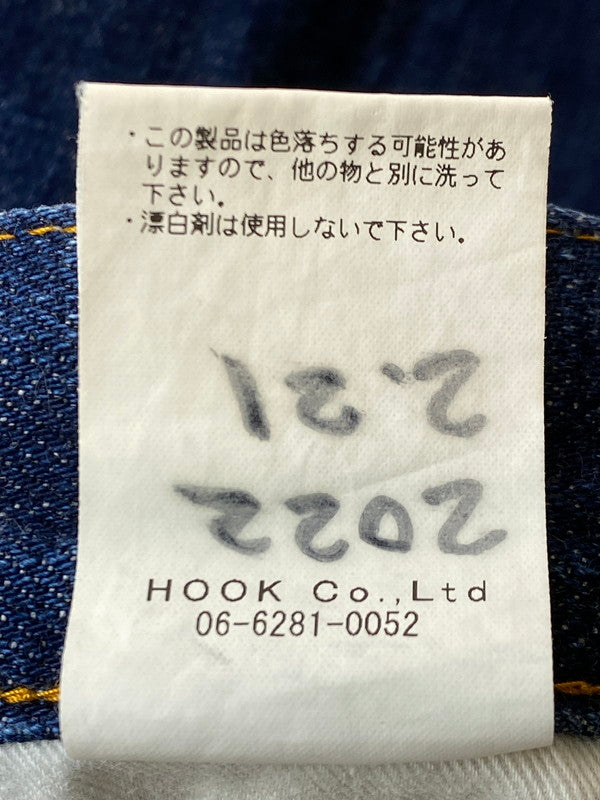 ・この製品は色落ちする可能性があ
りますので、他の物と別に洗って
下さい。
・漂白剤は使用しないで下さい。
2022
2.21
HOOK Co.,Ltd
06-6281-0052